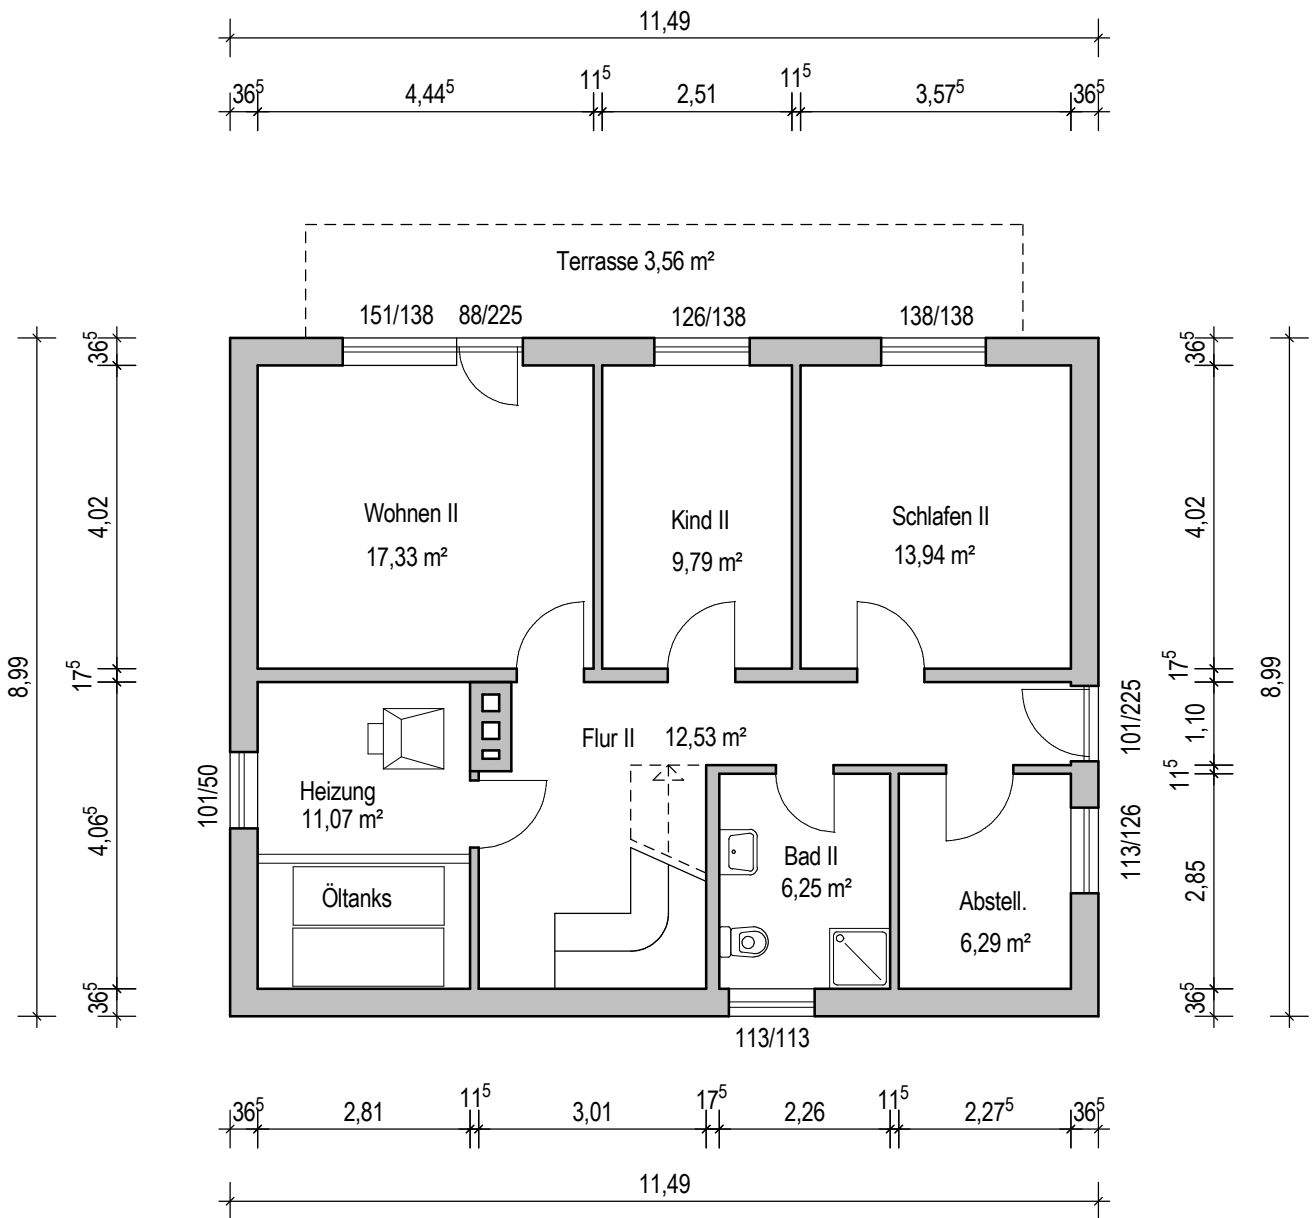 11,49
36⁵ 4,44⁵ 11⁵ 2,51 11⁵ 3,57⁵ 36⁵
Terrasse 3,56 m²
151/138 88/225 126/138 138/138
36⁵
4,02
17⁵
4,06⁵
36⁵
8,99
36⁵
4,02
17⁵
1,10
11⁵
2,85
36⁵
8,99
Wohnen II
17,33 m²
Kind II
9,79 m²
Schlafen II
13,94 m²
Flur II 12,53 m²
101/225
101/50
113/126
Heizung
11,07 m²
Öltanks
Bad II
6,25 m²
Abstell.
6,29 m²
113/113
36⁵ 2,81 11⁵ 3,01 17⁵ 2,26 11⁵ 2,27⁵ 36⁵
11,49